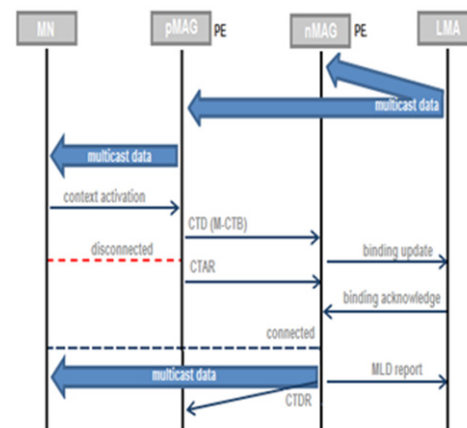 MN
pMAG PE
nMAG PE
LMA
multicast data
multicast data
context activation
CTD (M-CTB)
disconnected
binding update
CTAR
binding acknowledge
connected
multicast data
MLD report
CTDR